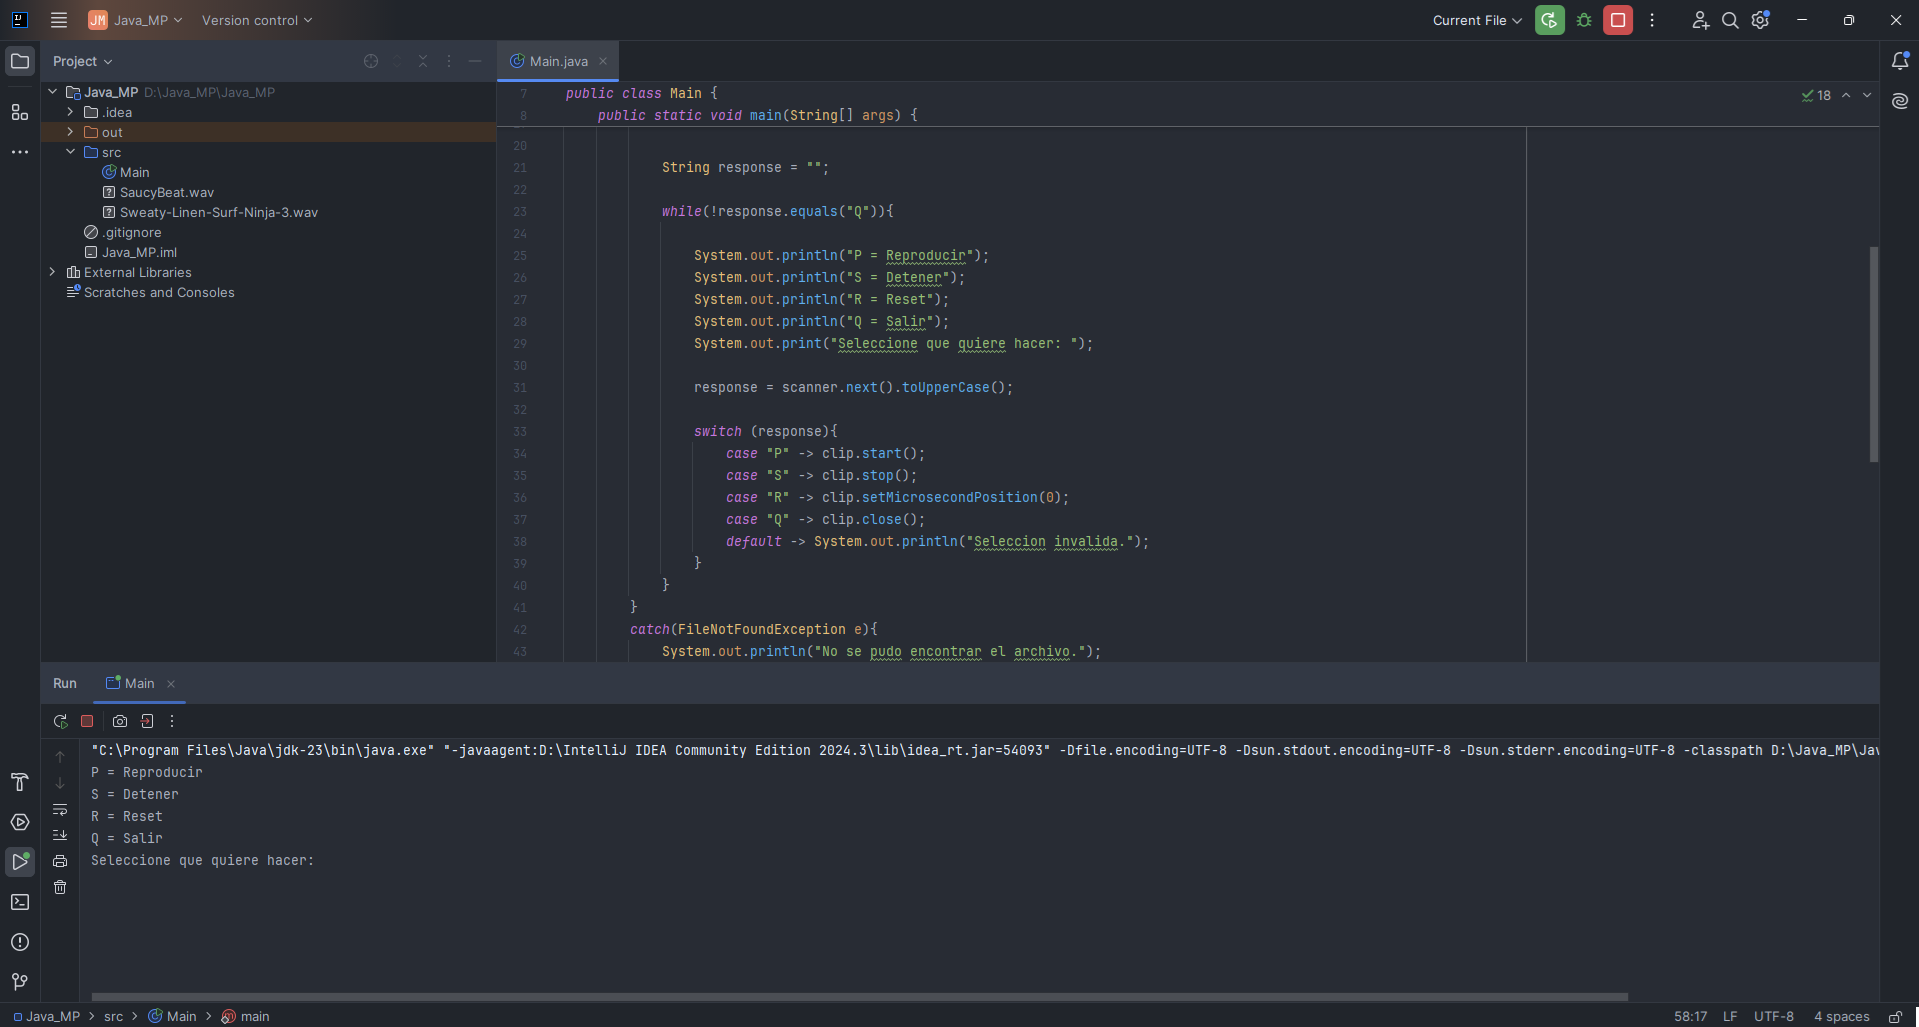 JM Java_MP Version control Current File
Project Main.java
Java_MP D:\Java_MP\Java_MP
.idea
out
src
Main
SaucyBeat.wav
Sweaty-Linen-Surf-Ninja-3.wav
.gitignore
Java_MP.iml
External Libraries
Scratches and Consoles
18
7 public class Main {
8 public static void main(String[] args) {
20
21 String response = "";
22
23 while(!response.equals("Q")){
24
25 System.out.println("P = Reproducir");
26 System.out.println("S = Detener");
27 System.out.println("R = Reset");
28 System.out.println("Q = Salir");
29 System.out.print("Seleccione que quiere hacer: ");
30
31 response = scanner.next().toUpperCase();
32
33 switch (response){
34 case "P" -> clip.start();
35 case "S" -> clip.stop();
36 case "R" -> clip.setMicrosecondPosition(0);
37 case "Q" -> clip.close();
38 default -> System.out.println("Seleccion invalida.");
39 }
40 }
41 }
42 catch(FileNotFoundException e){
43 System.out.println("No se pudo encontrar el archivo.");
Run Main
"C:\Program Files\Java\jdk-23\bin\java.exe" "-javaagent:D:\IntelliJ IDEA Community Edition 2024.3\lib\idea_rt.jar=54093" -Dfile.encoding=UTF-8 -Dsun.stdout.encoding=UTF-8 -Dsun.stderr.encoding=UTF-8 -classpath D:\Java_MP\Jav
P = Reproducir
S = Detener
R = Reset
Q = Salir
Seleccione que quiere hacer:
Java_MP > src > Main > main 58:17 LF UTF-8 4 spaces